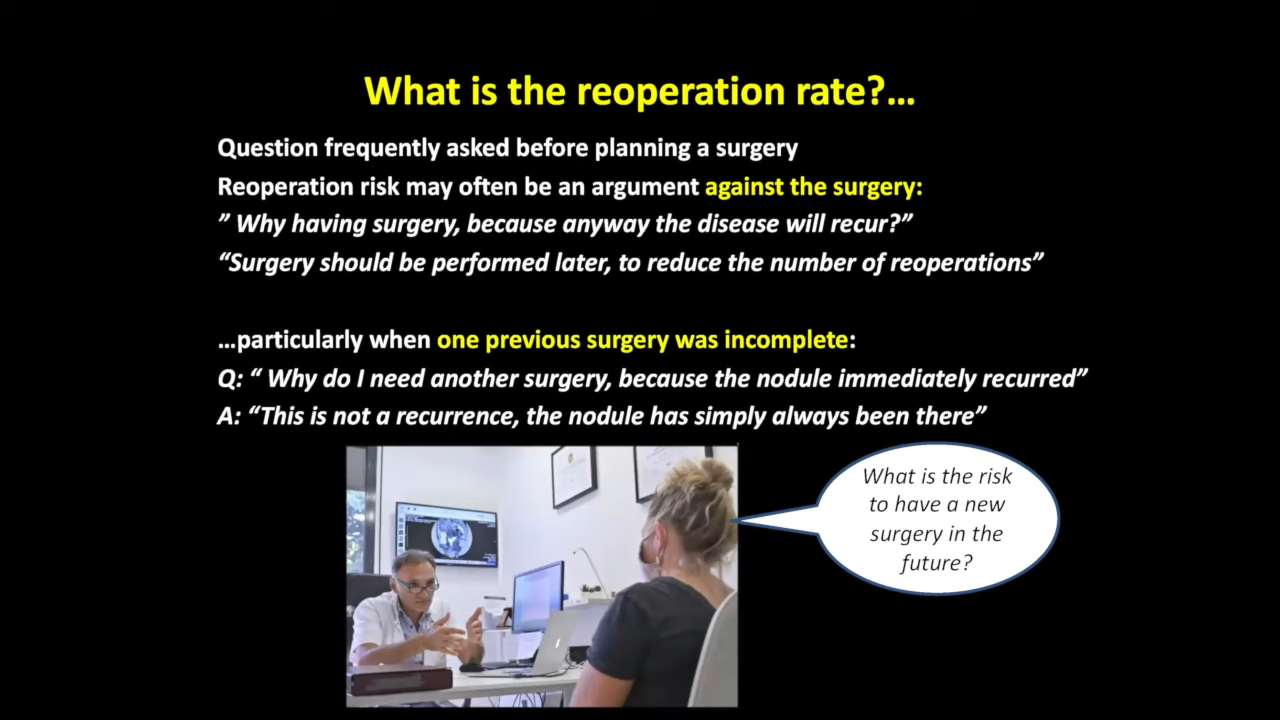 What is the reoperation rate?...
Question frequently asked before planning a surgery
Reoperation risk may often be an argument against the surgery:
” Why having surgery, because anyway the disease will recur?”
“Surgery should be performed later, to reduce the number of reoperations”
...particularly when one previous surgery was incomplete:
Q: “ Why do I need another surgery, because the nodule immediately recurred”
A: “This is not a recurrence, the nodule has simply always been there”
What is the risk
to have a new
surgery in the
future?